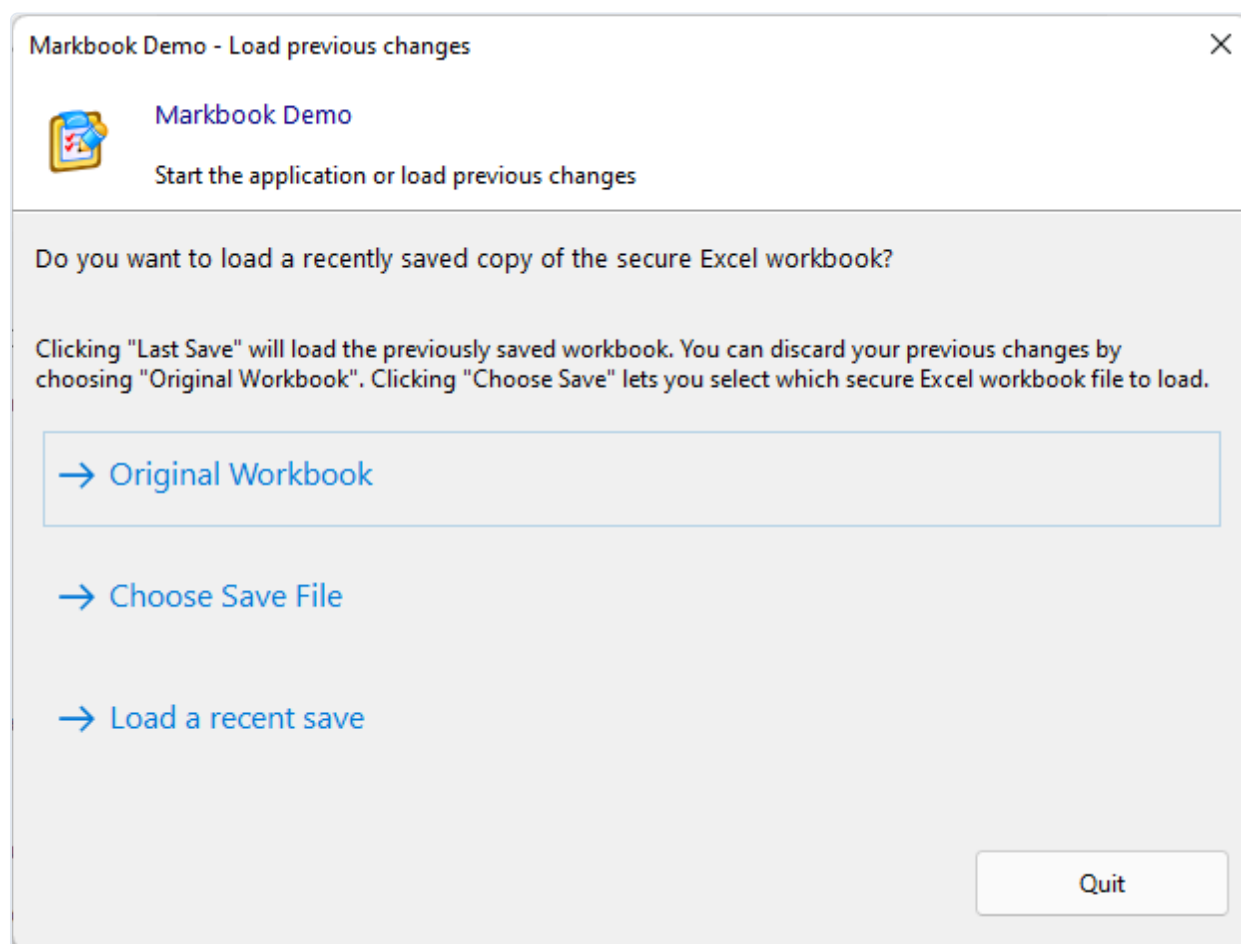 Markbook Demo - Load previous changes
Markbook Demo
Start the application or load previous changes
Do you want to load a recently saved copy of the secure Excel workbook?
Clicking "Last Save" will load the previously saved workbook. You can discard your previous changes by
choosing "Original Workbook". Clicking "Choose Save" lets you select which secure Excel workbook file to load.
→ Original Workbook
→ Choose Save File
→ Load a recent save
Quit